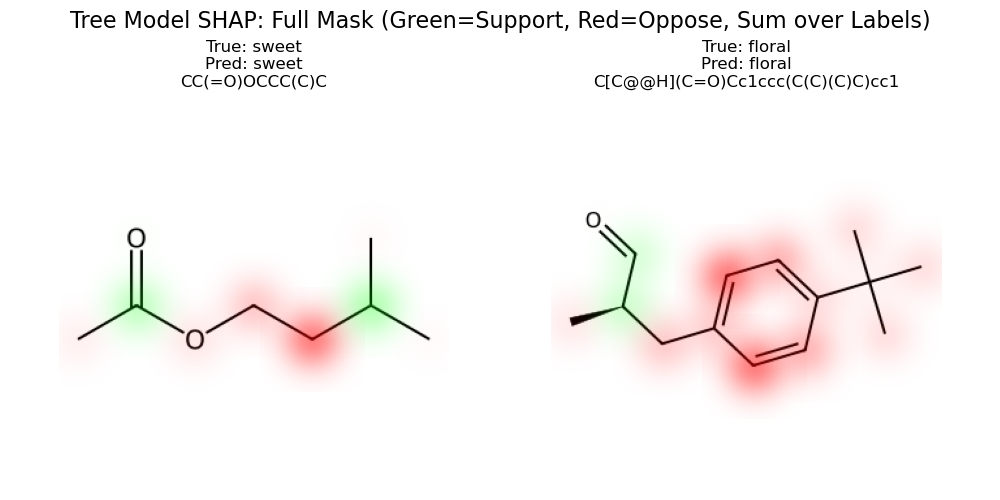 Tree Model SHAP: Full Mask (Green=Support, Red=Oppose, Sum over Labels)
True: sweet
Pred: sweet
CC(=O)OCCC(C)C
True: floral
Pred: floral
C[C@@H](C=O)Cc1ccc(C(C)(C)C)cc1
O
O
O